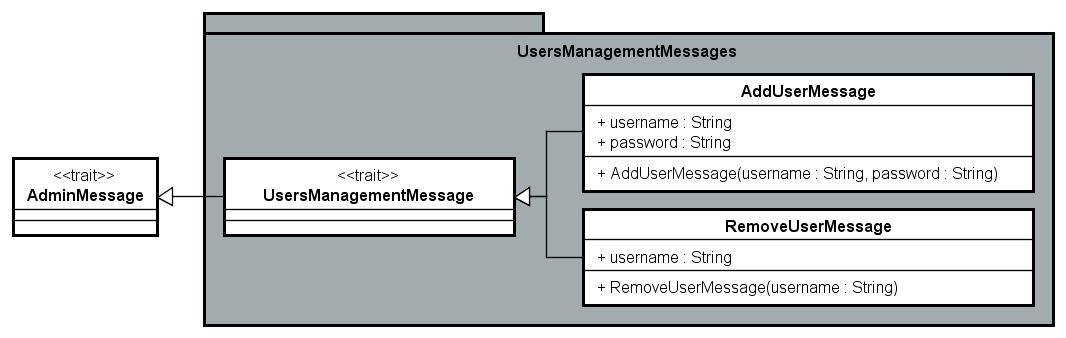 UsersManagementMessages
AddUserMessage
+ username : String
+ password : String
+ AddUserMessage(username : String, password : String)
<<trait>>
AdminMessage
<<trait>>
UsersManagementMessage
RemoveUserMessage
+ username : String
+ RemoveUserMessage(username : String)